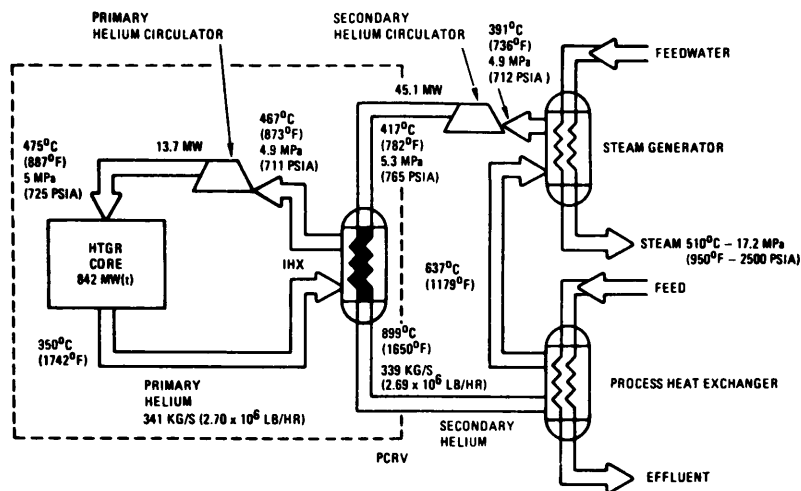 PRIMARY
HELIUM CIRCULATOR
SECONDARY
HELIUM CIRCULATOR
391°C
(736°F)
4.9 MPa
(712 PSIA)
FEEDWATER
45.1 MW
467°C
(873°F)
4.9 MPa
(711 PSIA)
417°C
(782°F)
5.3 MPa
(765 PSIA)
STEAM GENERATOR
475°C
(887°F)
5 MPa
(725 PSIA)
13.7 MW
HTGR
CORE
842 MW(t)
IHX
STEAM 510°C – 17.2 MPa
(950°F – 2500 PSIA)
637°C
(1179°F)
FEED
950°C
(1742°F)
899°C
(1650°F)
339 KG/S
(2.69 x 10⁶ LB/HR)
PRIMARY
HELIUM
341 KG/S (2.70 x 10⁶ LB/HR)
PROCESS HEAT EXCHANGER
SECONDARY
HELIUM
PCRV
EFFLUENT